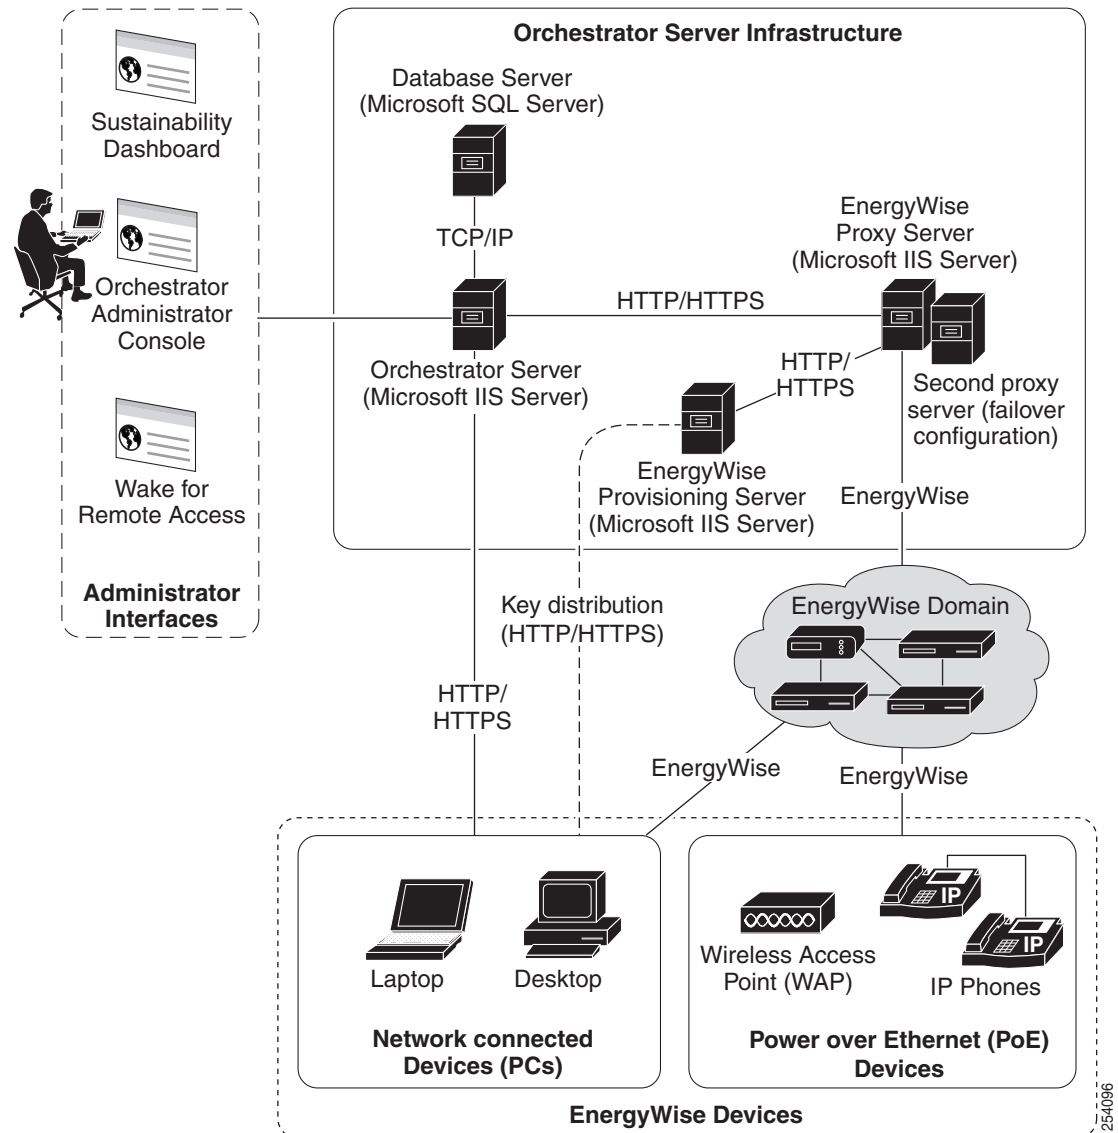 Orchestrator Server Infrastructure
Database Server
(Microsoft SQL Server)
Sustainability
Dashboard
EnergyWise
Proxy Server
(Microsoft IIS Server)
TCP/IP
Orchestrator
Administrator
Console
HTTP/HTTPS
Orchestrator Server
(Microsoft IIS Server)
HTTP/
HTTPS
Second proxy
server (failover
configuration)
Wake for
Remote Access
EnergyWise
Provisioning Server
(Microsoft IIS Server)
EnergyWise
Administrator
Interfaces
Key distribution
(HTTP/HTTPS)
EnergyWise Domain
HTTP/
HTTPS
EnergyWise
EnergyWise
IP
IP
Laptop
Desktop
Wireless Access
Point (WAP)
IP Phones
Network connected
Devices (PCs)
Power over Ethernet (PoE)
Devices
EnergyWise Devices
254096